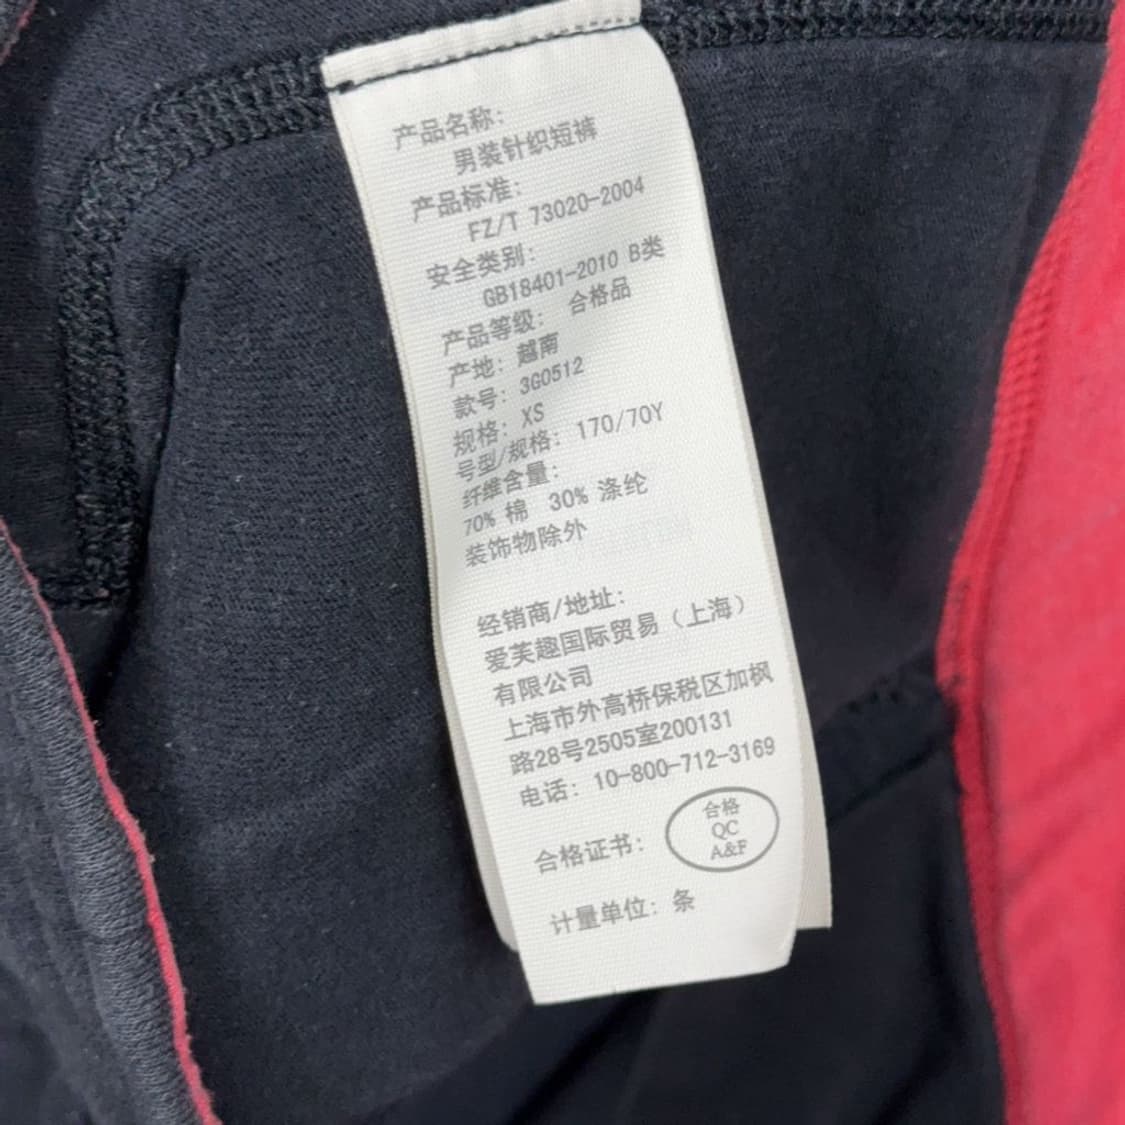 产品名称:
男装针织短裤
产品标准:
FZ/T 73020-2004
安全类别:
GB18401-2010 B类
产品等级: 合格品
产地: 越南
款号: 3G0512
规格: XS
号型/规格: 170/70Y
纤维含量:
70% 棉 30% 涤纶
装饰物除外
经销商/地址:
爱芙趣国际贸易（上海）
有限公司
上海市外高桥保税区加枫
路28号2505室200131
电话: 10-800-712-3169
合格证书:
合格
QC
A&F
计量单位: 条